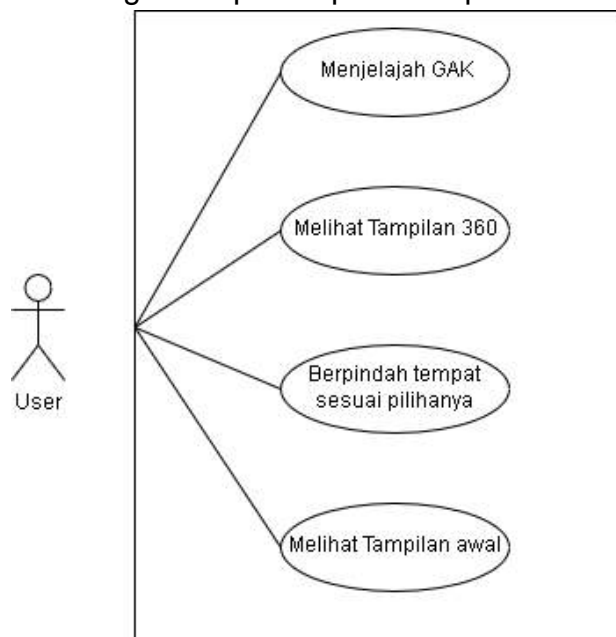 Menjelajah GAK
Melihat Tampilan 360
Berpindah tempat
sesuai pilihanya
User
Melihat Tampilan awal